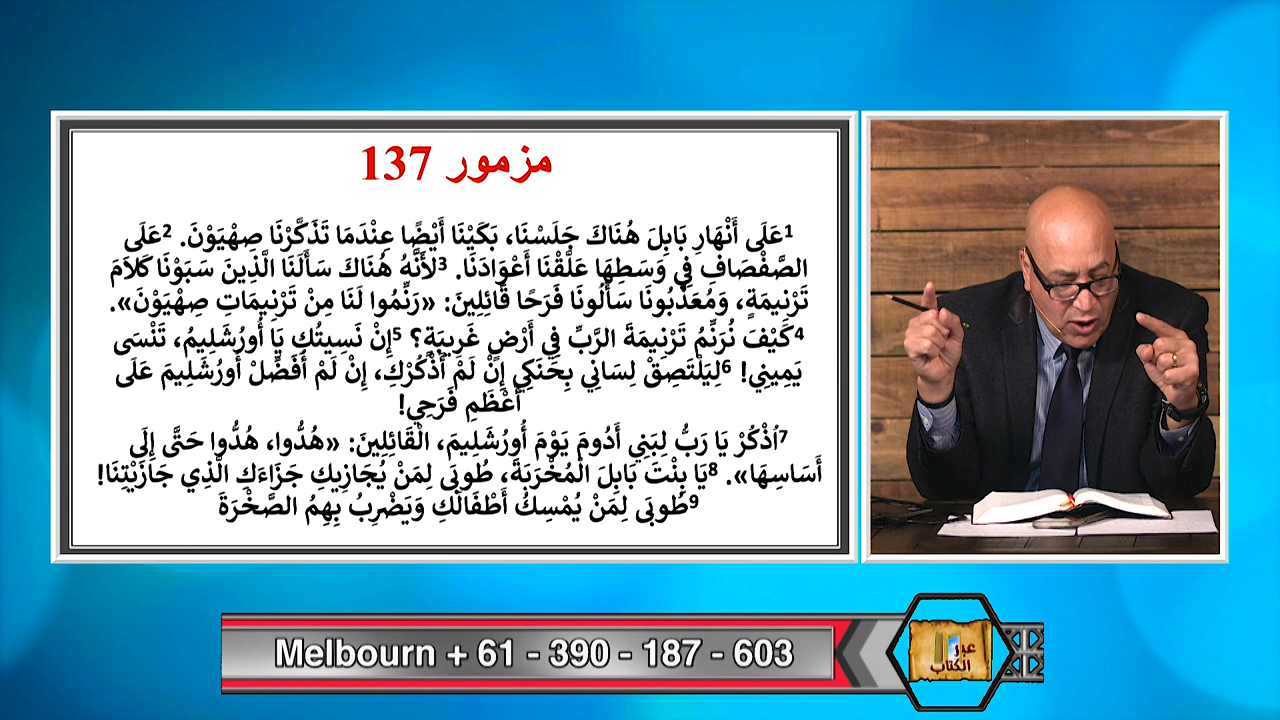 مزمور 137
1عَلَى أَنْهَارِ بَابِلَ هُنَاكَ جَلَسْنَا، بَكَيْنَا أَيْضًا عِنْدَمَا تَذَكَّرْنَا صِهْيَوْنَ. 2عَلَى
الصَّفْصَافِ فِي وَسَطِهَا عَلَّقْنَا أَعْوَادَنَا. 3لأَنَّهُ هُنَاكَ سَأَلَنَا الَّذِينَ سَبَوْنَا كَلاَمَ
تَرْنِيمَةٍ، وَمُعَذِّبُونَا سَأَلُونَا فَرَحًا قَائِلِينَ: «رَنِّمُوا لَنَا مِنْ تَرْنِيمَاتِ صِهْيَوْنَ».
4كَيْفَ نُرَنِّمُ تَرْنِيمَةَ الرَّبِّ فِي أَرْضٍ غَرِيبَةٍ؟ 5إِنْ نَسِيتُكِ يَا أُورُشَلِيمُ، تَنْسَى
يَمِينِي! 6لِيَلْتَصِقْ لِسَانِي بِحَنَكِي إِنْ لَمْ أَذْكُرْكِ، إِنْ لَمْ أُفَضِّلْ أُورُشَلِيمَ عَلَى
أَعْظَمِ فَرَحِي!
7اُذْكُرْ يَا رَبُّ لِبَنِي أَدُومَ يَوْمَ أُورُشَلِيمَ، الْقَائِلِينَ: «هُدُّوا، هُدُّوا حَتَّى إِلَى
أَسَاسِهَا». 8يَا بِنْتَ بَابِلَ الْمُخْرَبَةَ، طُوبَى لِمَنْ يُجَازِيكِ جَزَاءَكِ الَّذِي جَازَيْتِنَا!
9طُوبَى لِمَنْ يُمْسِكُ أَطْفَالَكِ وَيَضْرِبُ بِهِمُ الصَّخْرَةَ
Melbourn + 61 - 390 - 187 - 603
عبر
الكتاب